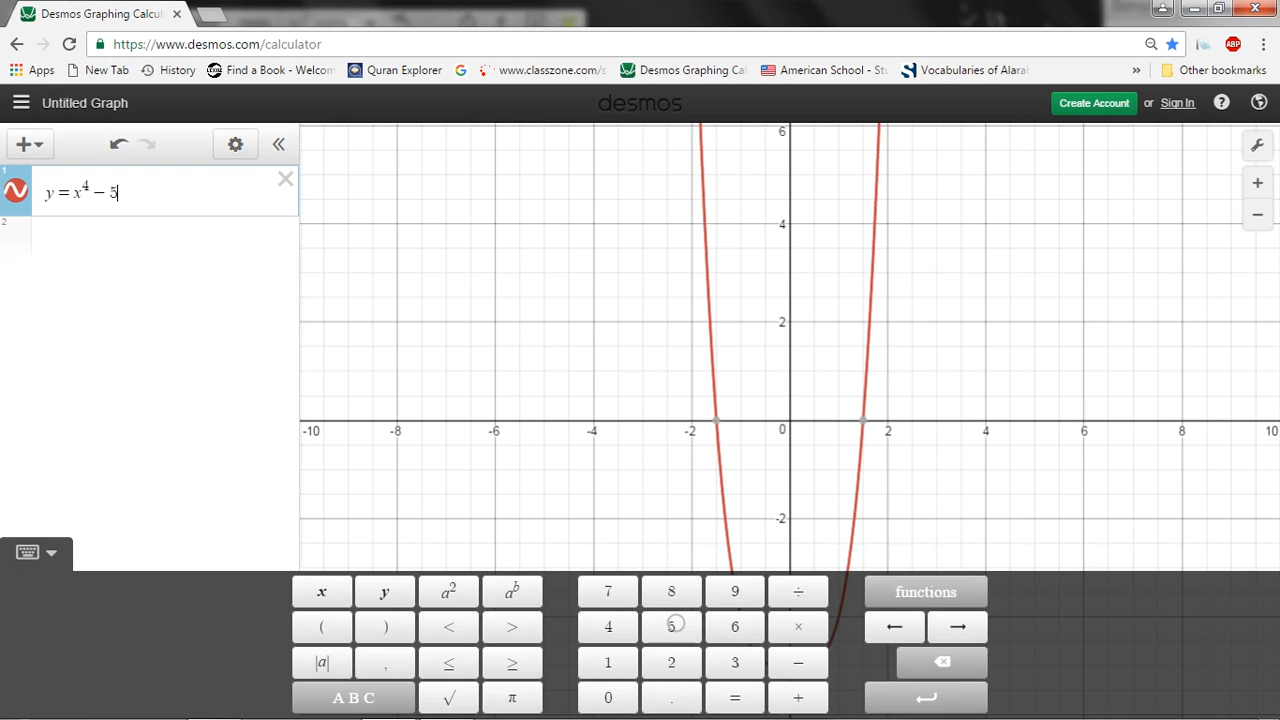 Desmos Graphing Calcul
https://www.desmos.com/calculator
ABP
Apps New Tab History Find a Book - Welcom Quran Explorer www.classzone.com/s Desmos Graphing Cal American School - Stu Vocabularies of Alaral » Other bookmarks
Untitled Graph desmos Create Account or Sign In ?
1
y = x⁴ − 5
2
6
4
2
-10 -8 -6 -4 -2 0 2 4 6 8 10
-2
x y a² aᵇ 7 8 9 ÷ functions
( ) < > 4 5 6 × ← →
|a| , ≤ ≥ 1 2 3 −
A B C √ π 0 . = +